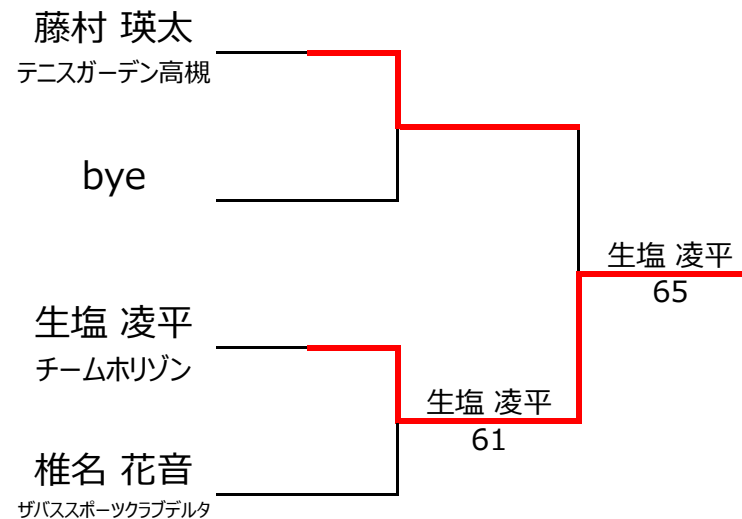 藤村 瑛太
テニスガーデン高槻
bye
生塩 凌平
チームホリゾン
椎名 花音
ザバススポーツクラブデルタ
生塩 凌平
61
生塩 凌平
65